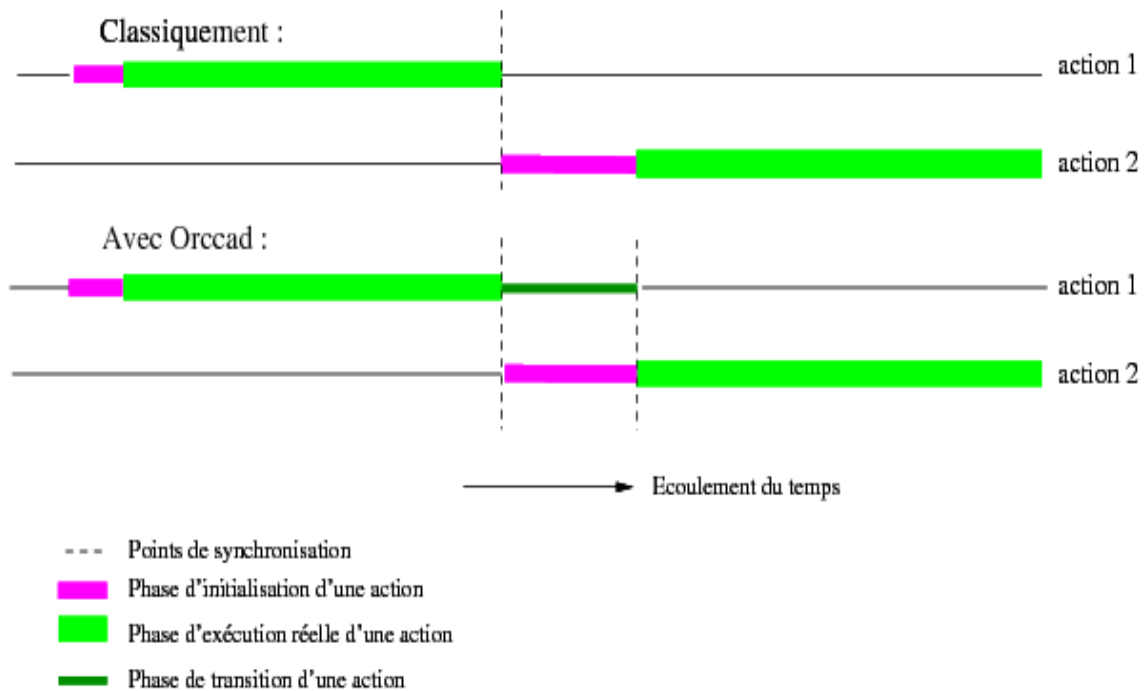 Classiquement :
action 1
action 2
Avec Orccad :
action 1
action 2
Ecoulement du temps
Points de synchronisation
Phase d'initialisation d'une action
Phase d'exécution réelle d'une action
Phase de transition d'une action